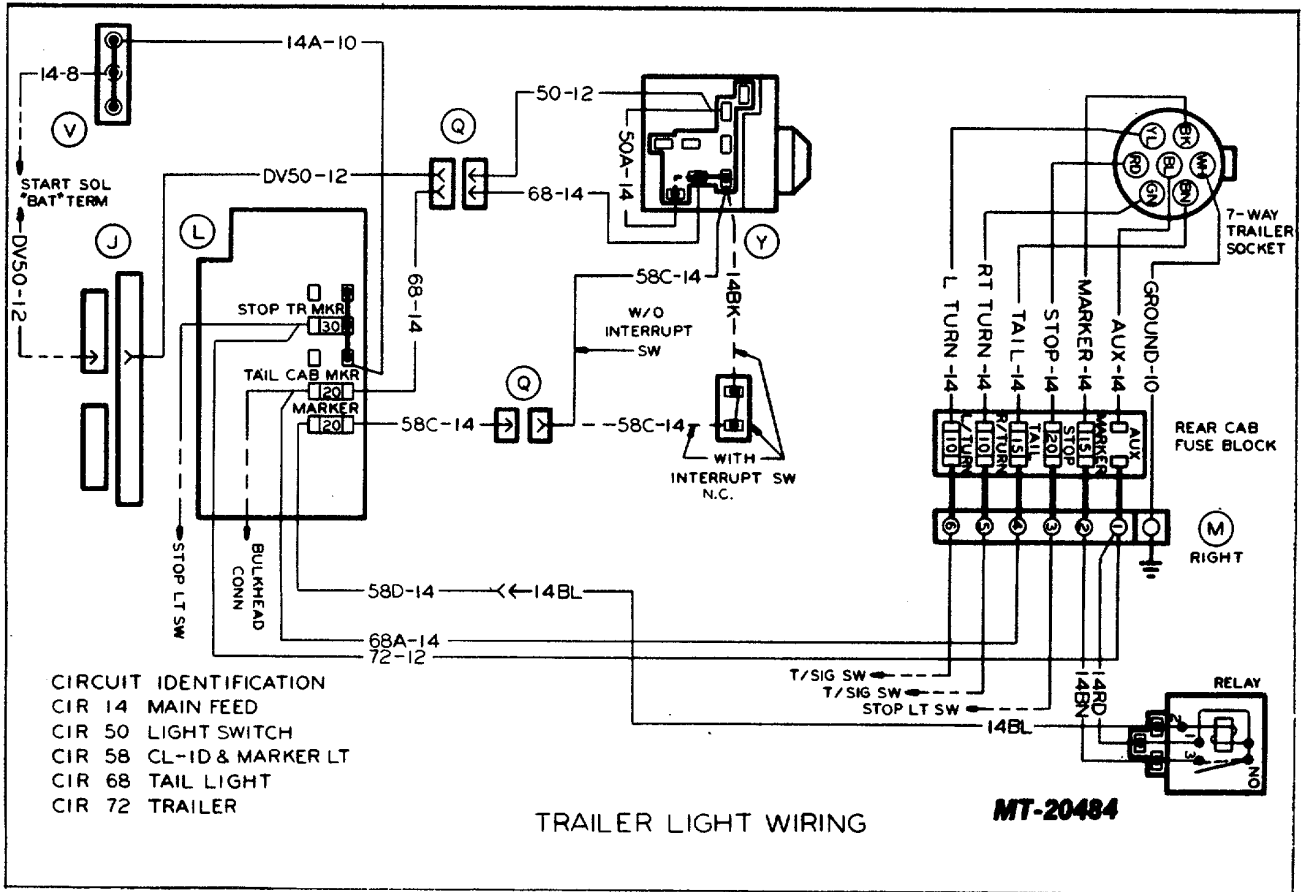 14A-10
14-8
V
START SOL
"BAT" TERM
DV50-12
J
L
DV50-12
Q
50-12
50A-14
68-14
L
Y
58C-14
14BK
W/O
INTERRUPT
SW
68-14
STOP TR MKR
30
TAIL CAB MKR
20
MARKER
20
58C-14
Q
58C-14
WITH
INTERRUPT SW
N.C.
STOP LT SW
BULKHEAD
CONN
58D-14
14BL
68A-14
72-12
YL
BK
RD
BL
WH
GN
BN
7-WAY
TRAILER
SOCKET
L TURN-14
RT TURN-14
TAIL-14
STOP-14
MARKER-14
AUX-14
GROUND-10
L/TURN
10
R/TURN
10
TAIL
15
STOP
20
MARKER
15
AUX
REAR CAB
FUSE BLOCK
6
5
4
3
2
1
M
RIGHT
T/SIG SW
T/SIG SW
STOP LT SW
14BN
14RD
14BL
RELAY
2
1
3
NO
CIRCUIT IDENTIFICATION
CIR 14 MAIN FEED
CIR 50 LIGHT SWITCH
CIR 58 CL-ID & MARKER LT
CIR 68 TAIL LIGHT
CIR 72 TRAILER
TRAILER LIGHT WIRING
MT-20484